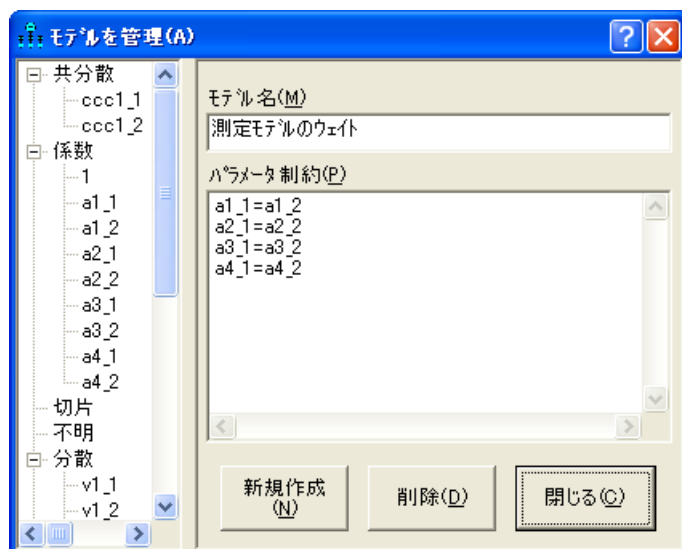 モデルを管理(A)
共分散
ccc1_1
ccc1_2
係数
1
a1_1
a1_2
a2_1
a2_2
a3_1
a3_2
a4_1
a4_2
切片
不明
分散
v1_1
v1_2
モデル名(M)
測定モデルのウェイト
パラメータ制約(P)
a1_1=a1_2
a2_1=a2_2
a3_1=a3_2
a4_1=a4_2
新規作成
(N)
削除(D)
閉じる(C)